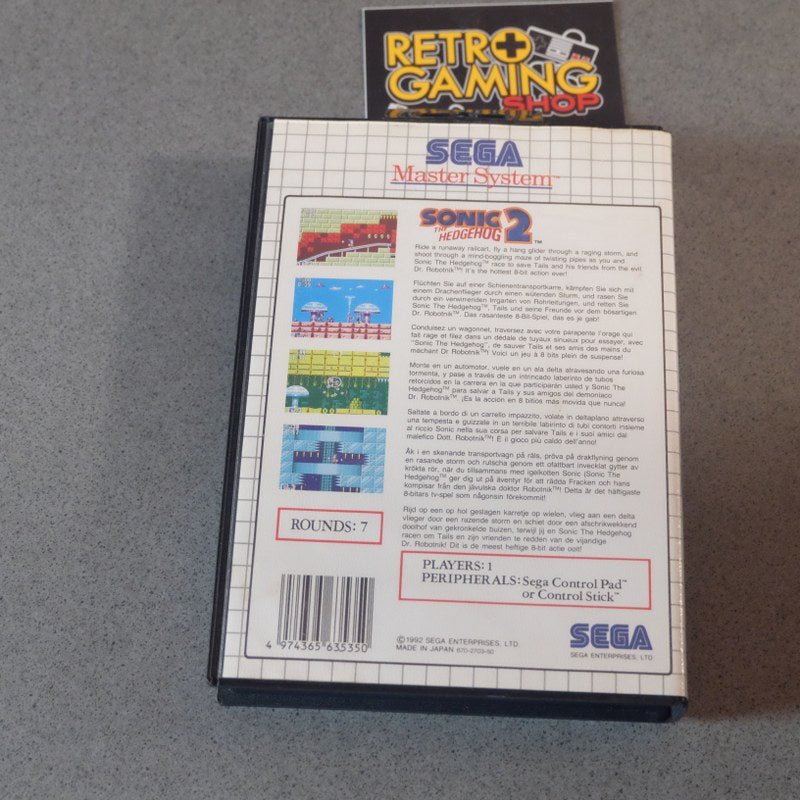 RETRO
GAMING
SHOP
SEGA
Master System™
SONIC 2
THE HEDGEHOG ™
Ride a runaway railcart, fly a hang glider through a raging storm, and
shoot through a mind-boggling maze of twisting pipes as you and
Sonic The Hedgehog™ race to save Tails and his friends from the evil
Dr. Robotnik™! It's the hottest 8-bit action ever!
Flüchten Sie auf einer Schienentransportkarre, kämpfen Sie sich mit
einem Drachenflieger durch einen wütenden Sturm, und rasen Sie
durch ein verwirrenden Irrgarten von Rohrleitungen, und retten Sie
Sonic The Hedgehog™, Tails und seine Freunde vor dem bösartigen
Dr. Robotnik™. Das rasanteste 8-Bit-Spiel, das es je gab!
Conduisez un wagonnet, traversez avec votre parapente l'orage qui
fait rage et filez dans un dédale de tuyaux sinueux pour essayer, avec
"Sonic The Hedgehog™, de sauver Tails et ses amis des mains du
méchant Dr Robotnik™! Voici un jeu à 8 bits plein de suspense!
Monte en un automotor, vuele en un ala delta atravesando una furiosa
tormenta, y pase a través de un intrincado laberinto de tubos
retorcidos en la carrera en la que participarán usted y Sonic The
Hedgehog™ para salvar a Tails y sus amigos del demoniaco
Dr. Robotnik™. ¡Es la acción en 8 bitios más movida que nunca!
Saltate a bordo di un carrello impazzito, volate in deltaplano attraverso
una tempesta e guizzate in un terribile labirinto di tubi contorti insieme
al riccio Sonic nella sua corsa per salvare Tails e i suoi amici dal
malefico Dott. Robotnik™! È il gioco più caldo dell'anno!
Åk i en skenande transportvagn på räls, pröva på drakflyning genom
en rasande storm och rutscha genom ett ofattbart invecklat gytter av
krökta rör, när du tillsammans med igelkotten Sonic (Sonic The
Hedgehog™ ger dig ut på äventyr för att rädda Fracken och hans
kompisar från den jävulska doktor Robotnik™! Detta är det häftigaste
8-bitars tv-spel som någonsin förekommit!
Rijd op een op hol geslagen karretje op wielen, vlieg aan een delta
vlieger door een razende storm en schiet door een afschrikwekkend
doolhof van gekronkelde buizen, terwijl jij en Sonic The Hedgehog
racen om Tails en zijn vrienden te redden van de vijandige
Dr. Robotnik! Dit is de meest heftige 8-bit actie ooit!
ROUNDS: 7
PLAYERS: 1
PERIPHERALS: Sega Control Pad™
or Control Stick™
4 974365 635350
©1992 SEGA ENTERPRISES, LTD.
MADE IN JAPAN 670-2703-50
SEGA
SEGA ENTERPRISES, LTD